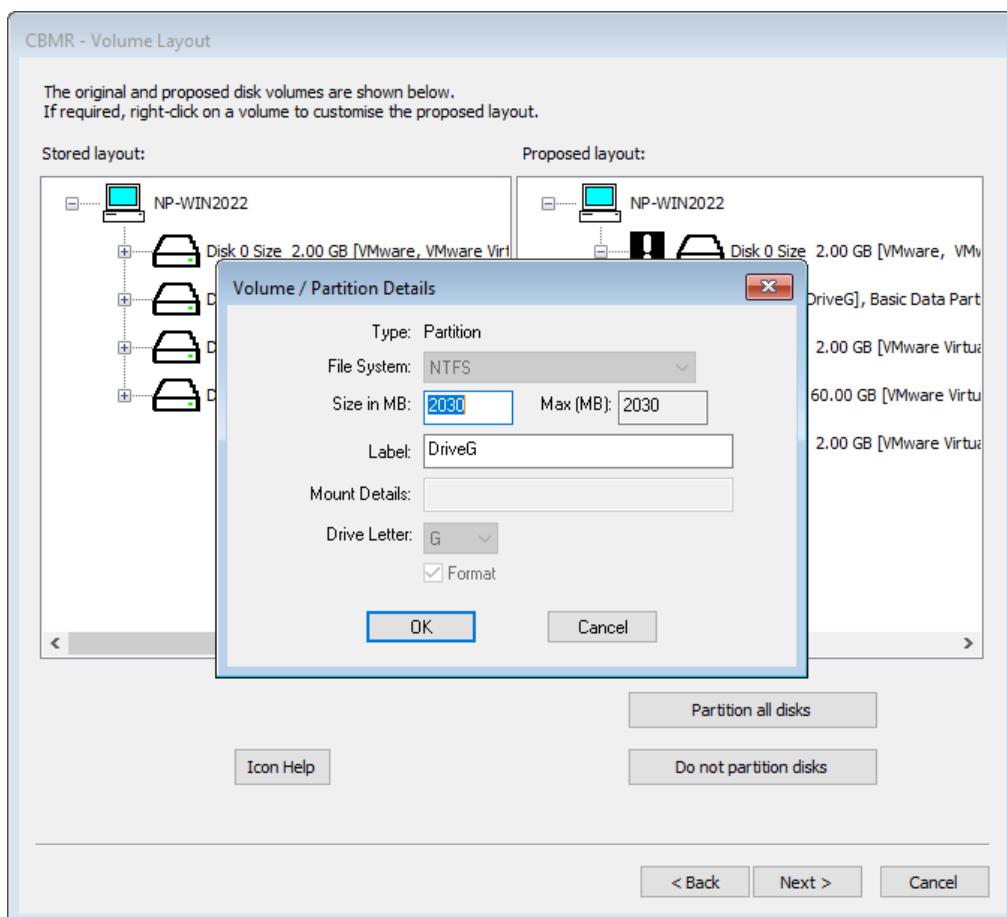 CBMR - Volume Layout
The original and proposed disk volumes are shown below.
If required, right-click on a volume to customise the proposed layout.
Stored layout:
Proposed layout:
NP-WIN2022
NP-WIN2022
Disk 0 Size 2.00 GB [VMware, VMware Virt
Disk 0 Size 2.00 GB [VMware, VMw
D
DriveG], Basic Data Part
D
2.00 GB [VMware Virtua
D
60.00 GB [VMware Virtu
2.00 GB [VMware Virtua
Volume / Partition Details
Type: Partition
File System: NTFS
Size in MB: 2030 Max (MB): 2030
Label: DriveG
Mount Details:
Drive Letter: G
Format
OK Cancel
Partition all disks
Icon Help
Do not partition disks
< Back Next > Cancel